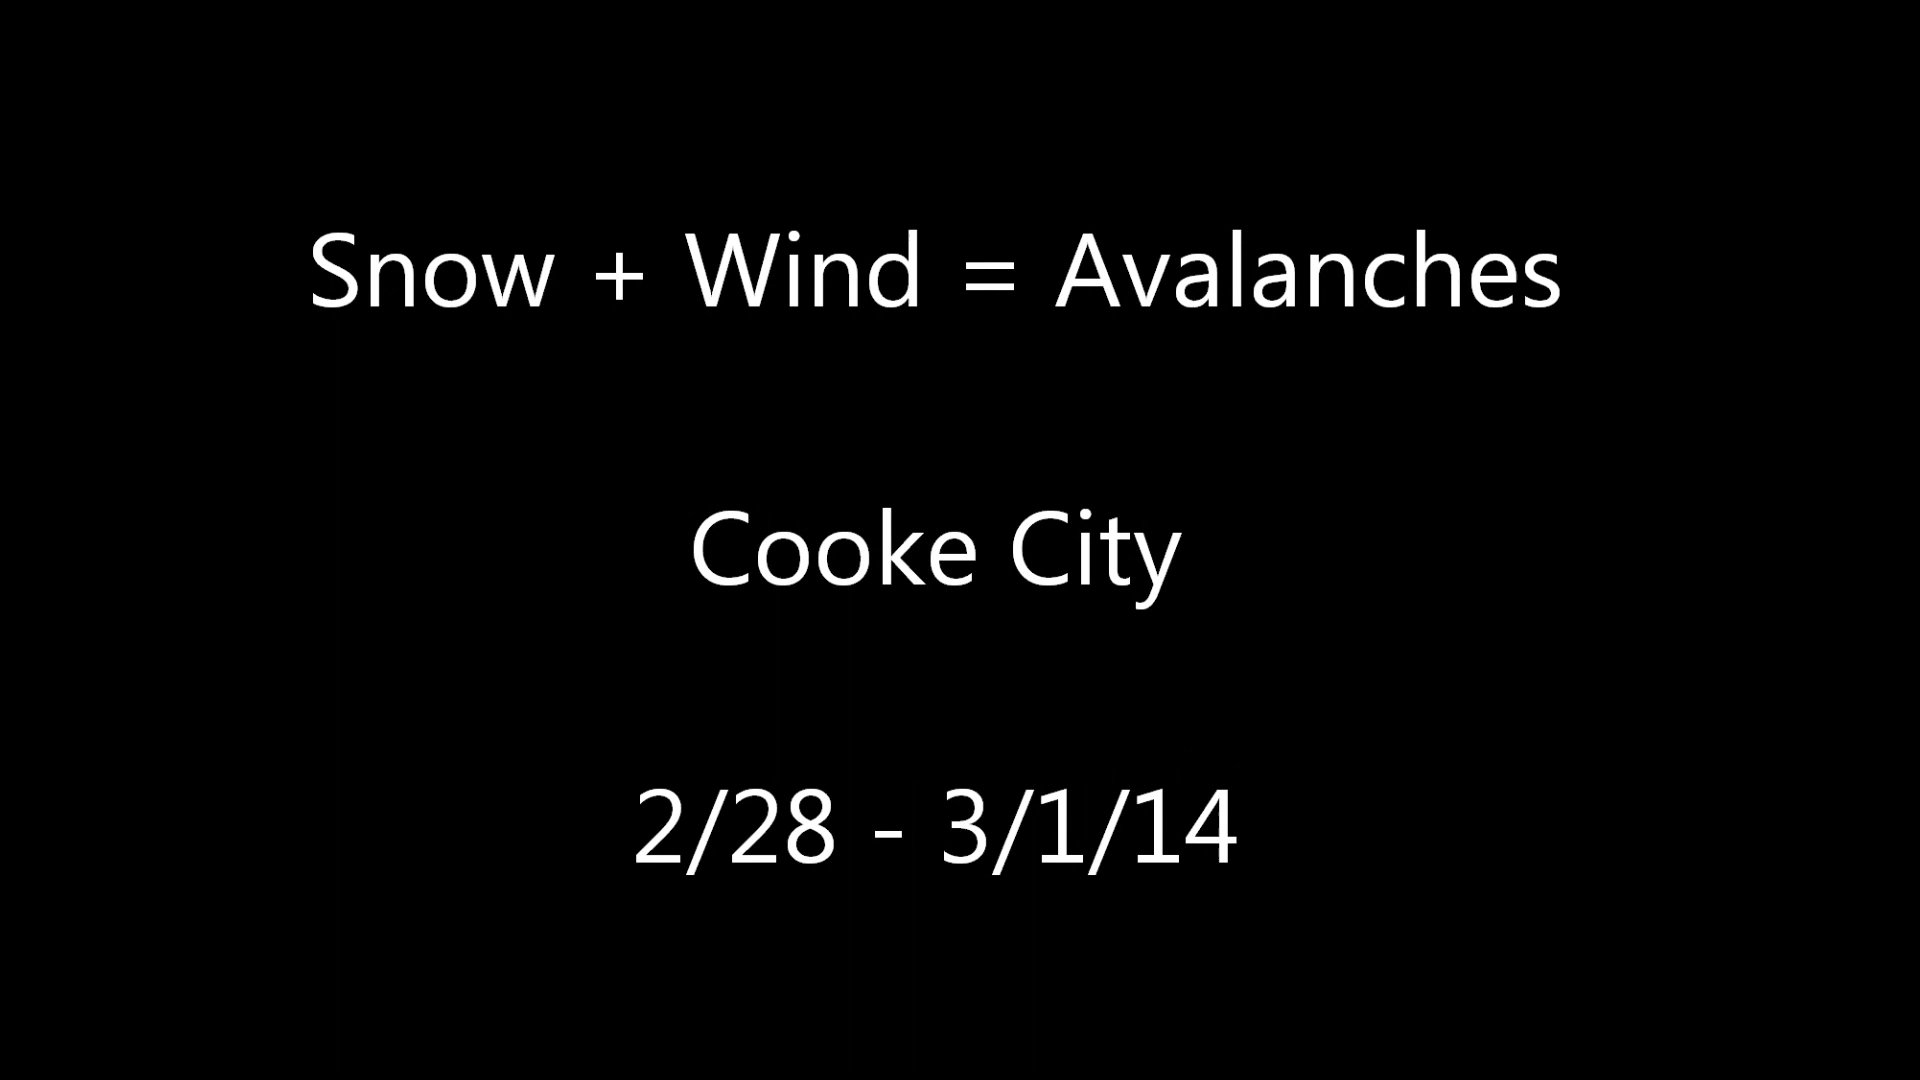 Snow + Wind = Avalanches
Cooke City
2/28 - 3/1/14